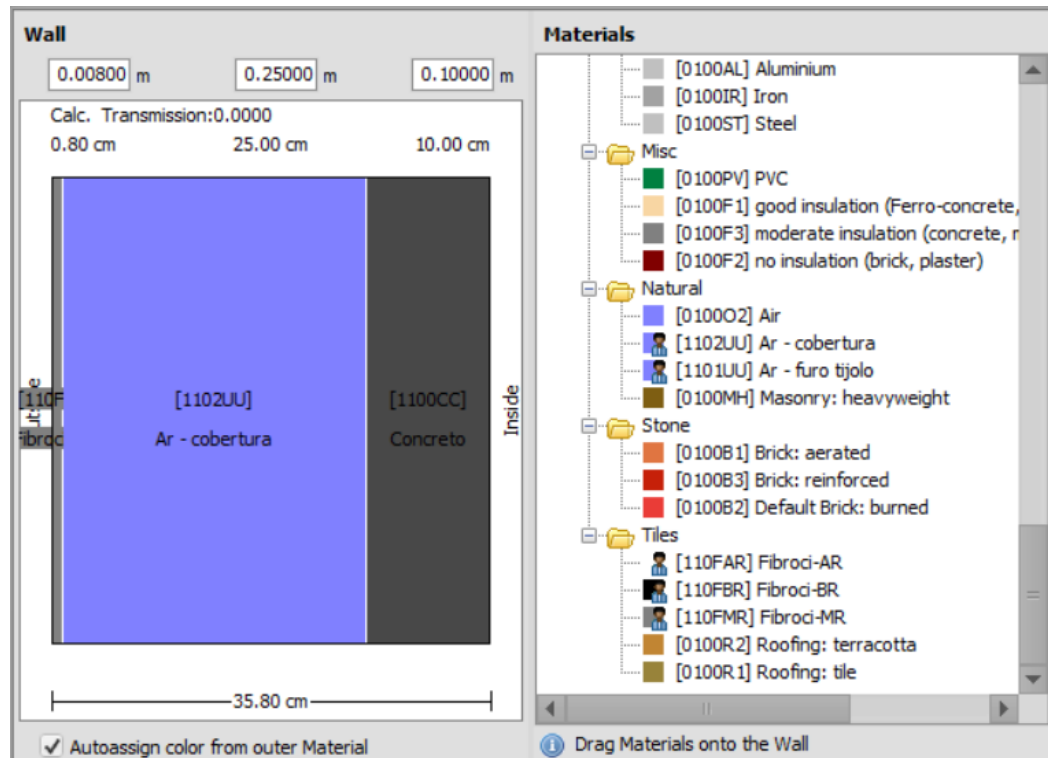 Wall
0.00800 m 0.25000 m 0.10000 m
Calc. Transmission:0.0000
0.80 cm 25.00 cm 10.00 cm
[110F [1102UU] [1100CC]
Ar - cobertura Concreto
Inside
35.80 cm
Autoassign color from outer Material
Materials
[0100AL] Aluminium
[0100IR] Iron
[0100ST] Steel
Misc
[0100PV] PVC
[0100F1] good insulation (Ferro-concrete,
[0100F3] moderate insulation (concrete, r
[0100F2] no insulation (brick, plaster)
Natural
[0100O2] Air
[1102UU] Ar - cobertura
[1101UU] Ar - furo tijolo
[0100MH] Masonry: heavyweight
Stone
[0100B1] Brick: aerated
[0100B3] Brick: reinforced
[0100B2] Default Brick: burned
Tiles
[110FAR] Fibroci-AR
[110FBR] Fibroci-BR
[110FMR] Fibroci-MR
[0100R2] Roofing: terracotta
[0100R1] Roofing: tile
Drag Materials onto the Wall